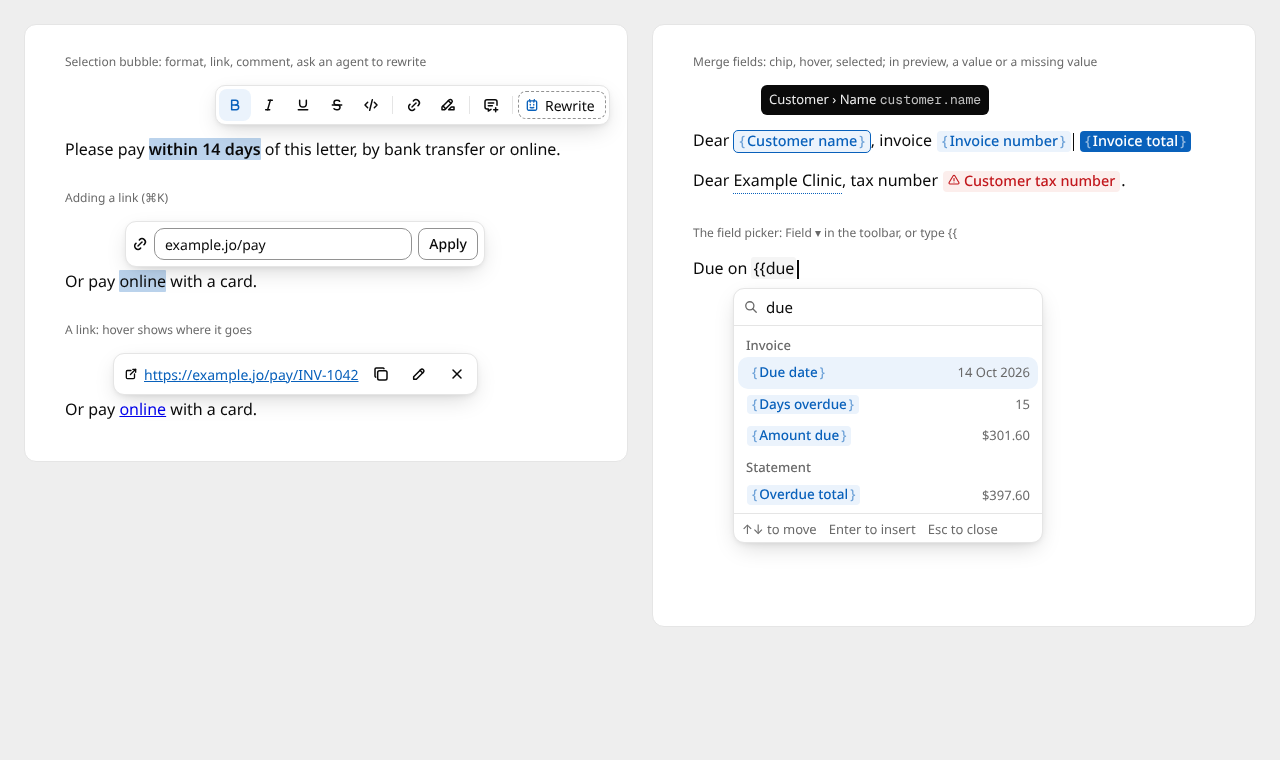 Selection bubble: format, link, comment, ask an agent to rewrite
B I U S </> Rewrite
Please pay within 14 days of this letter, by bank transfer or online.
Adding a link (⌘K)
example.jo/pay Apply
Or pay online with a card.
A link: hover shows where it goes
https://example.jo/pay/INV-1042
Or pay online with a card.
Merge fields: chip, hover, selected; in preview, a value or a missing value
Customer › Name customer.name
Dear {Customer name}, invoice {Invoice number} {Invoice total}
Dear Example Clinic, tax number Customer tax number.
The field picker: Field ▾ in the toolbar, or type {{
Due on {{due
due
Invoice
{Due date} 14 Oct 2026
{Days overdue} 15
{Amount due} $301.60
Statement
{Overdue total} $397.60
↑↓ to move Enter to insert Esc to close